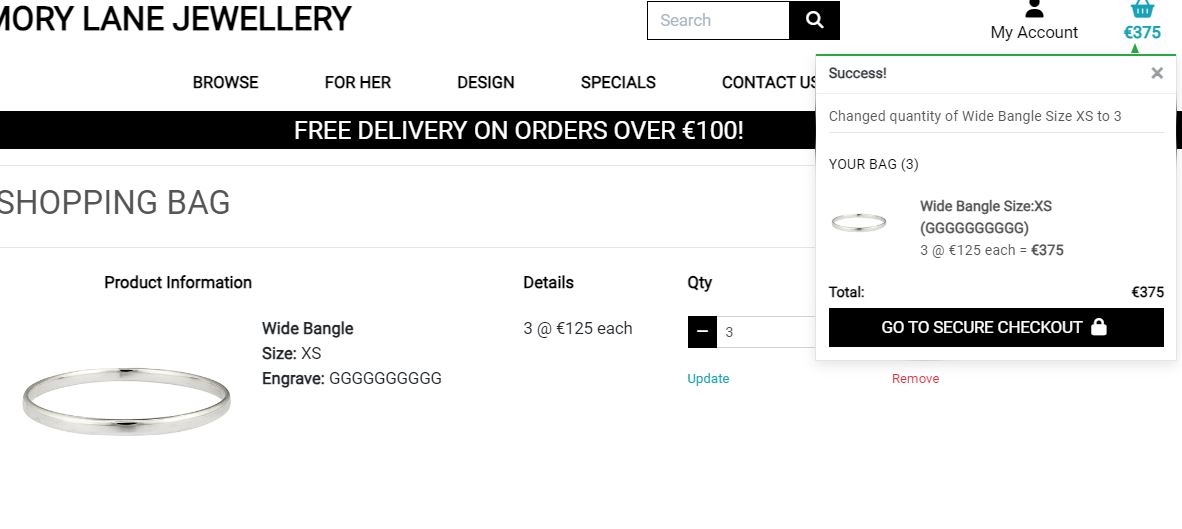 MORY LANE JEWELLERY
Search
My Account
€375
BROWSE FOR HER DESIGN SPECIALS CONTACT US
FREE DELIVERY ON ORDERS OVER €100!
Success!
×
Changed quantity of Wide Bangle Size XS to 3
YOUR BAG (3)
Wide Bangle Size:XS
(GGGGGGGGGG)
3 @ €125 each = €375
Total: €375
GO TO SECURE CHECKOUT
SHOPPING BAG
Product Information Details Qty
Wide Bangle
Size: XS
Engrave: GGGGGGGGGG
3 @ €125 each
− 3
Update Remove